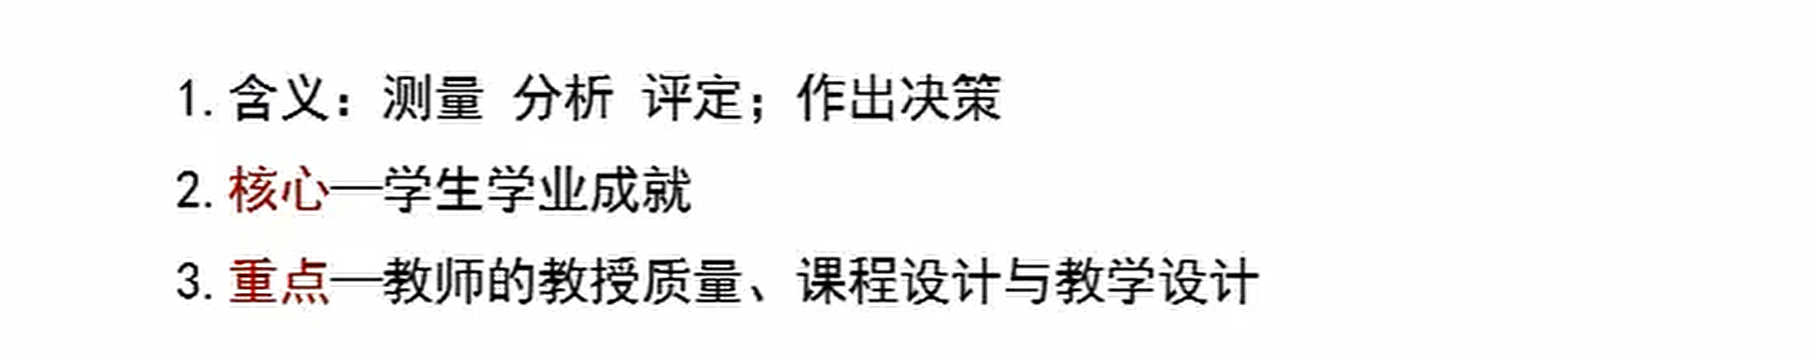 1. 含义：测量 分析 评定；作出决策
2. 核心—学生学业成就
3. 重点—教师的教授质量、课程设计与教学设计